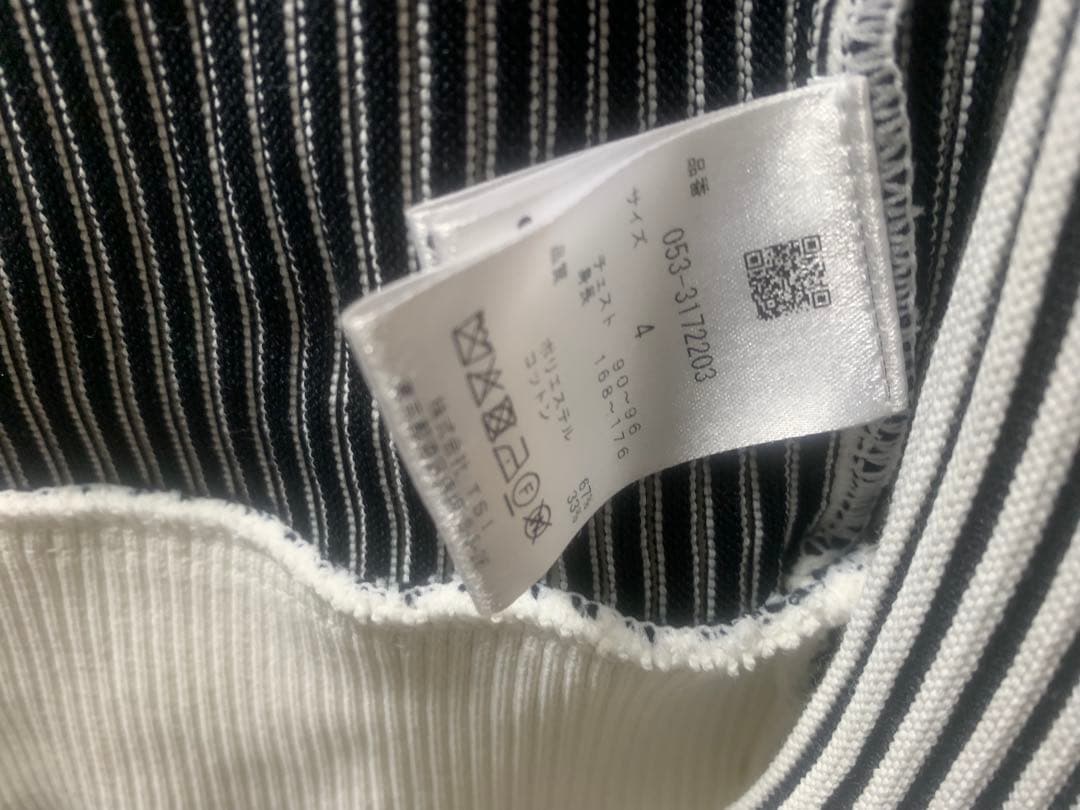 品番
053-3172203
サイズ
4
チェスト 90~96
身長 168~176
品質
ポリエステル 67%
コットン 33%
F
株式会社 TSI